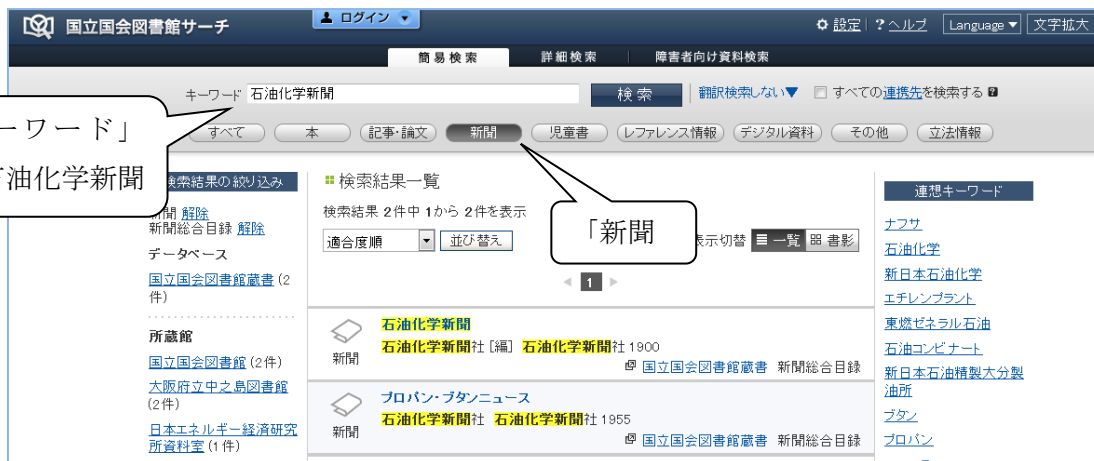 国立国会図書館サーチ
ログイン
設定 | ? ヘルプ Language▼ 文字拡大
簡易検索 詳細検索 障害者向け資料検索
キーワード 石油化学新聞 検索 翻訳検索しない▼ すべての連携先を検索する ?
ーワード」
石油化学新聞
すべて 本 記事・論文 新聞 児童書 レファレンス情報 デジタル資料 その他 立法情報
検索結果の絞り込み
新聞 解除
新聞総合目録 解除
データベース
国立国会図書館蔵書 (2
件)
所蔵館
国立国会図書館 (2件)
大阪府立中之島図書館
(2件)
日本エネルギー経済研究
所資料室 (1件)
検索結果一覧
検索結果 2件中 1から 2件を表示
適合度順 並び替え
「新聞
表示切替 一覧 書影
1
石油化学新聞
石油化学新聞社 [編] 石油化学新聞社 1900
新聞
国立国会図書館蔵書 新聞総合目録
プロパン・ブタンニュース
石油化学新聞社 石油化学新聞社 1955
新聞
国立国会図書館蔵書 新聞総合目録
連想キーワード
ナフサ
石油化学
新日本石油化学
エチレンプラント
東燃ゼネラル石油
石油コンビナート
新日本石油精製大分製
油所
ブタン
プロパン